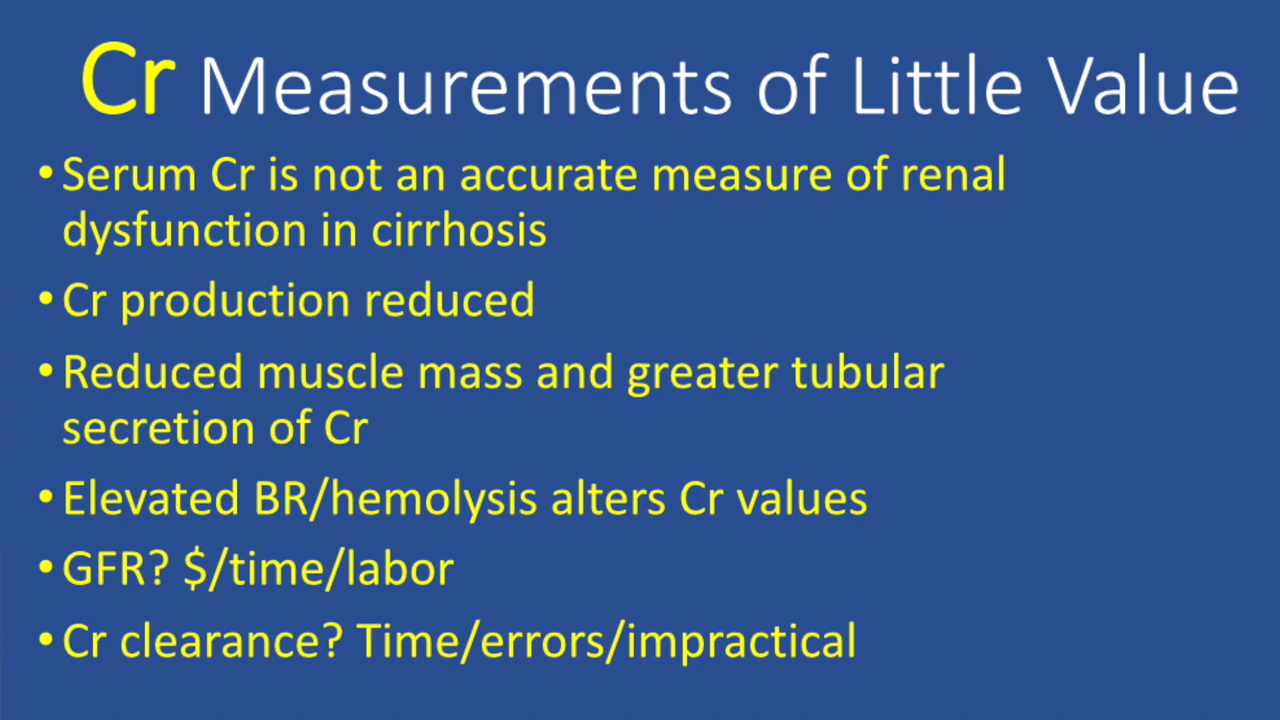 Cr Measurements of Little Value
• Serum Cr is not an accurate measure of renal
dysfunction in cirrhosis
• Cr production reduced
• Reduced muscle mass and greater tubular
secretion of Cr
• Elevated BR/hemolysis alters Cr values
• GFR? $/time/labor
• Cr clearance? Time/errors/impractical